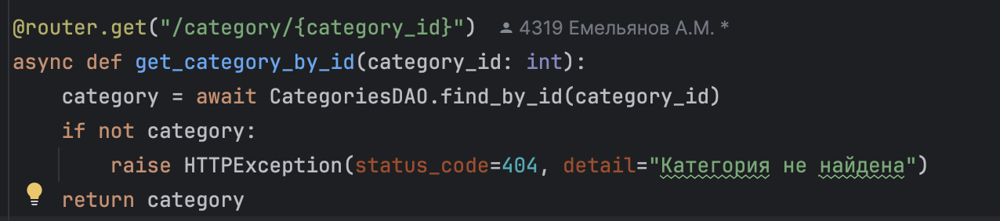 @router.get("/category/{category_id}") 4319 Емельянов А.М. *
async def get_category_by_id(category_id: int):
    category = await CategoriesDAO.find_by_id(category_id)
    if not category:
        raise HTTPException(status_code=404, detail="Категория не найдена")
    return category